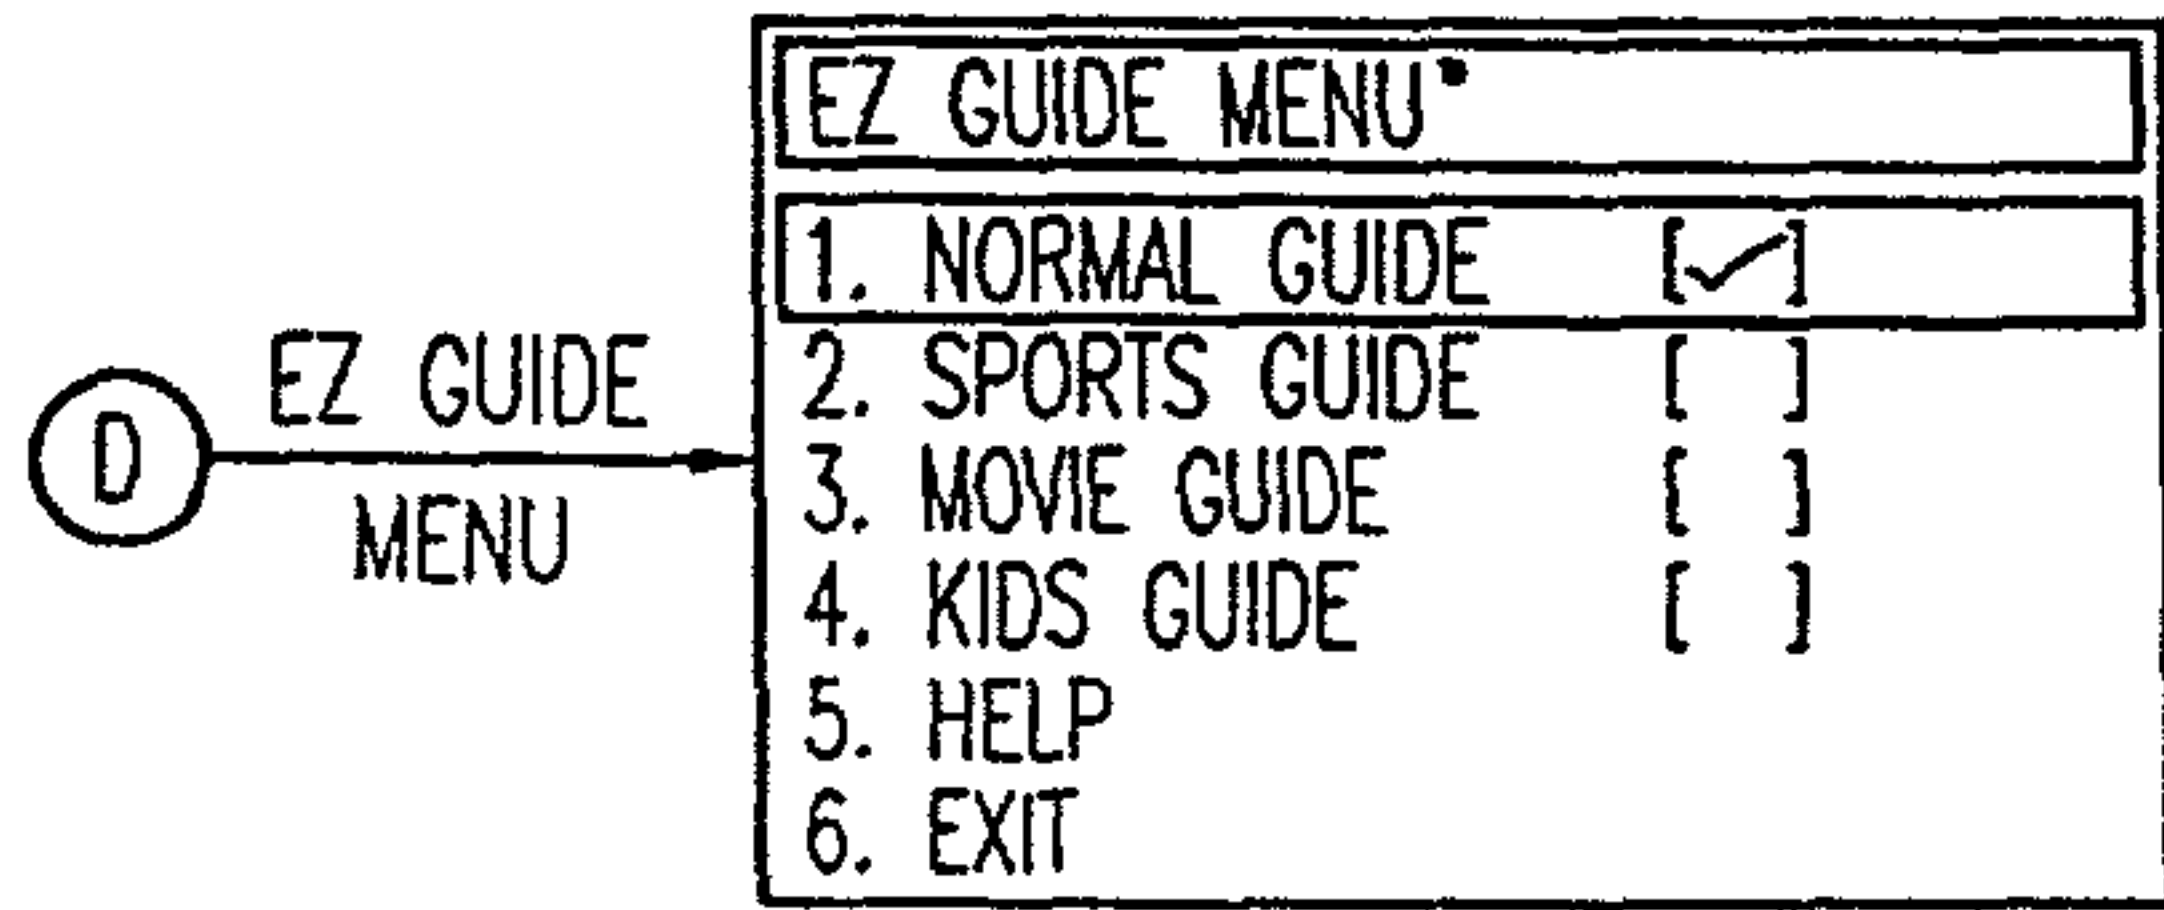 D
EZ GUIDE
MENU
EZ GUIDE MENU
1. NORMAL GUIDE [✓]
2. SPORTS GUIDE [ ]
3. MOVIE GUIDE [ ]
4. KIDS GUIDE [ ]
5. HELP
6. EXIT